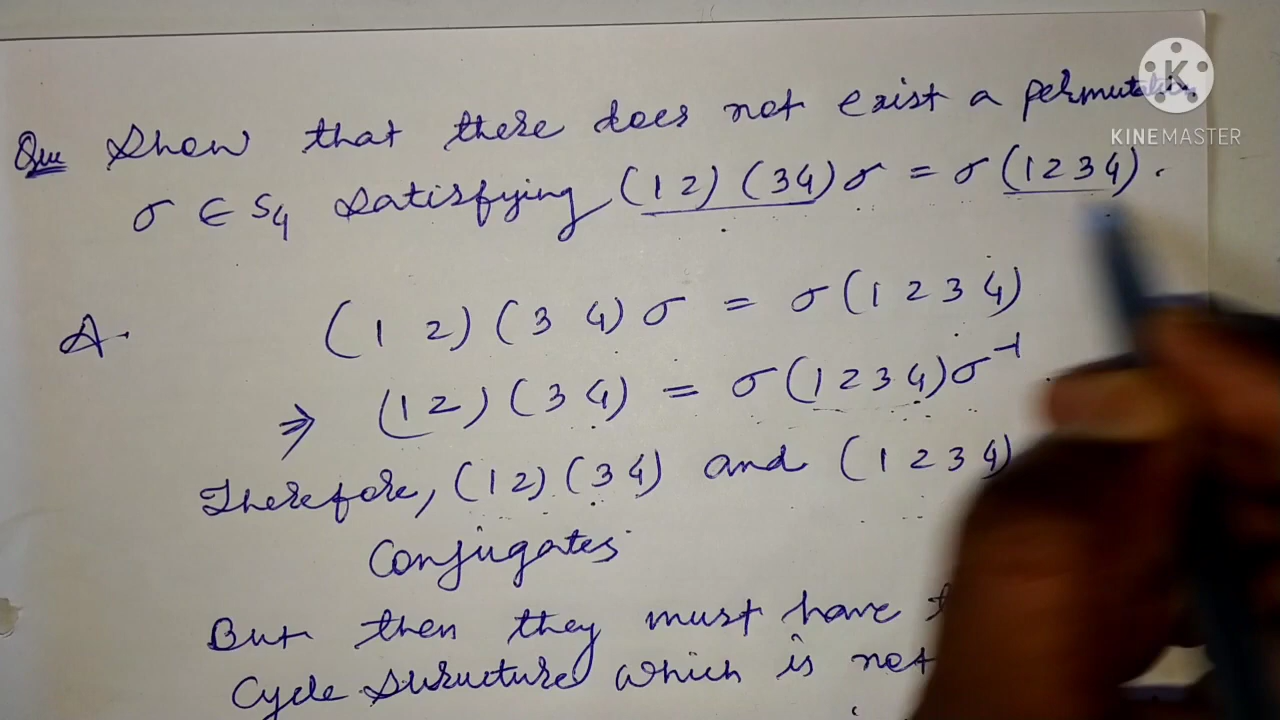 Que Show that there does not exist a permutation
σ ∈ S4 satisfying (1 2) (3 4) σ = σ (1 2 3 4).
KINEMASTER
A. (1 2) (3 4) σ = σ (1 2 3 4)
⇒ (1 2) (3 4) = σ (1 2 3 4) σ⁻¹.
Therefore, (1 2) (3 4) and (1 2 3 4)
Conjugates
But then they must have
Cycle structure which is not